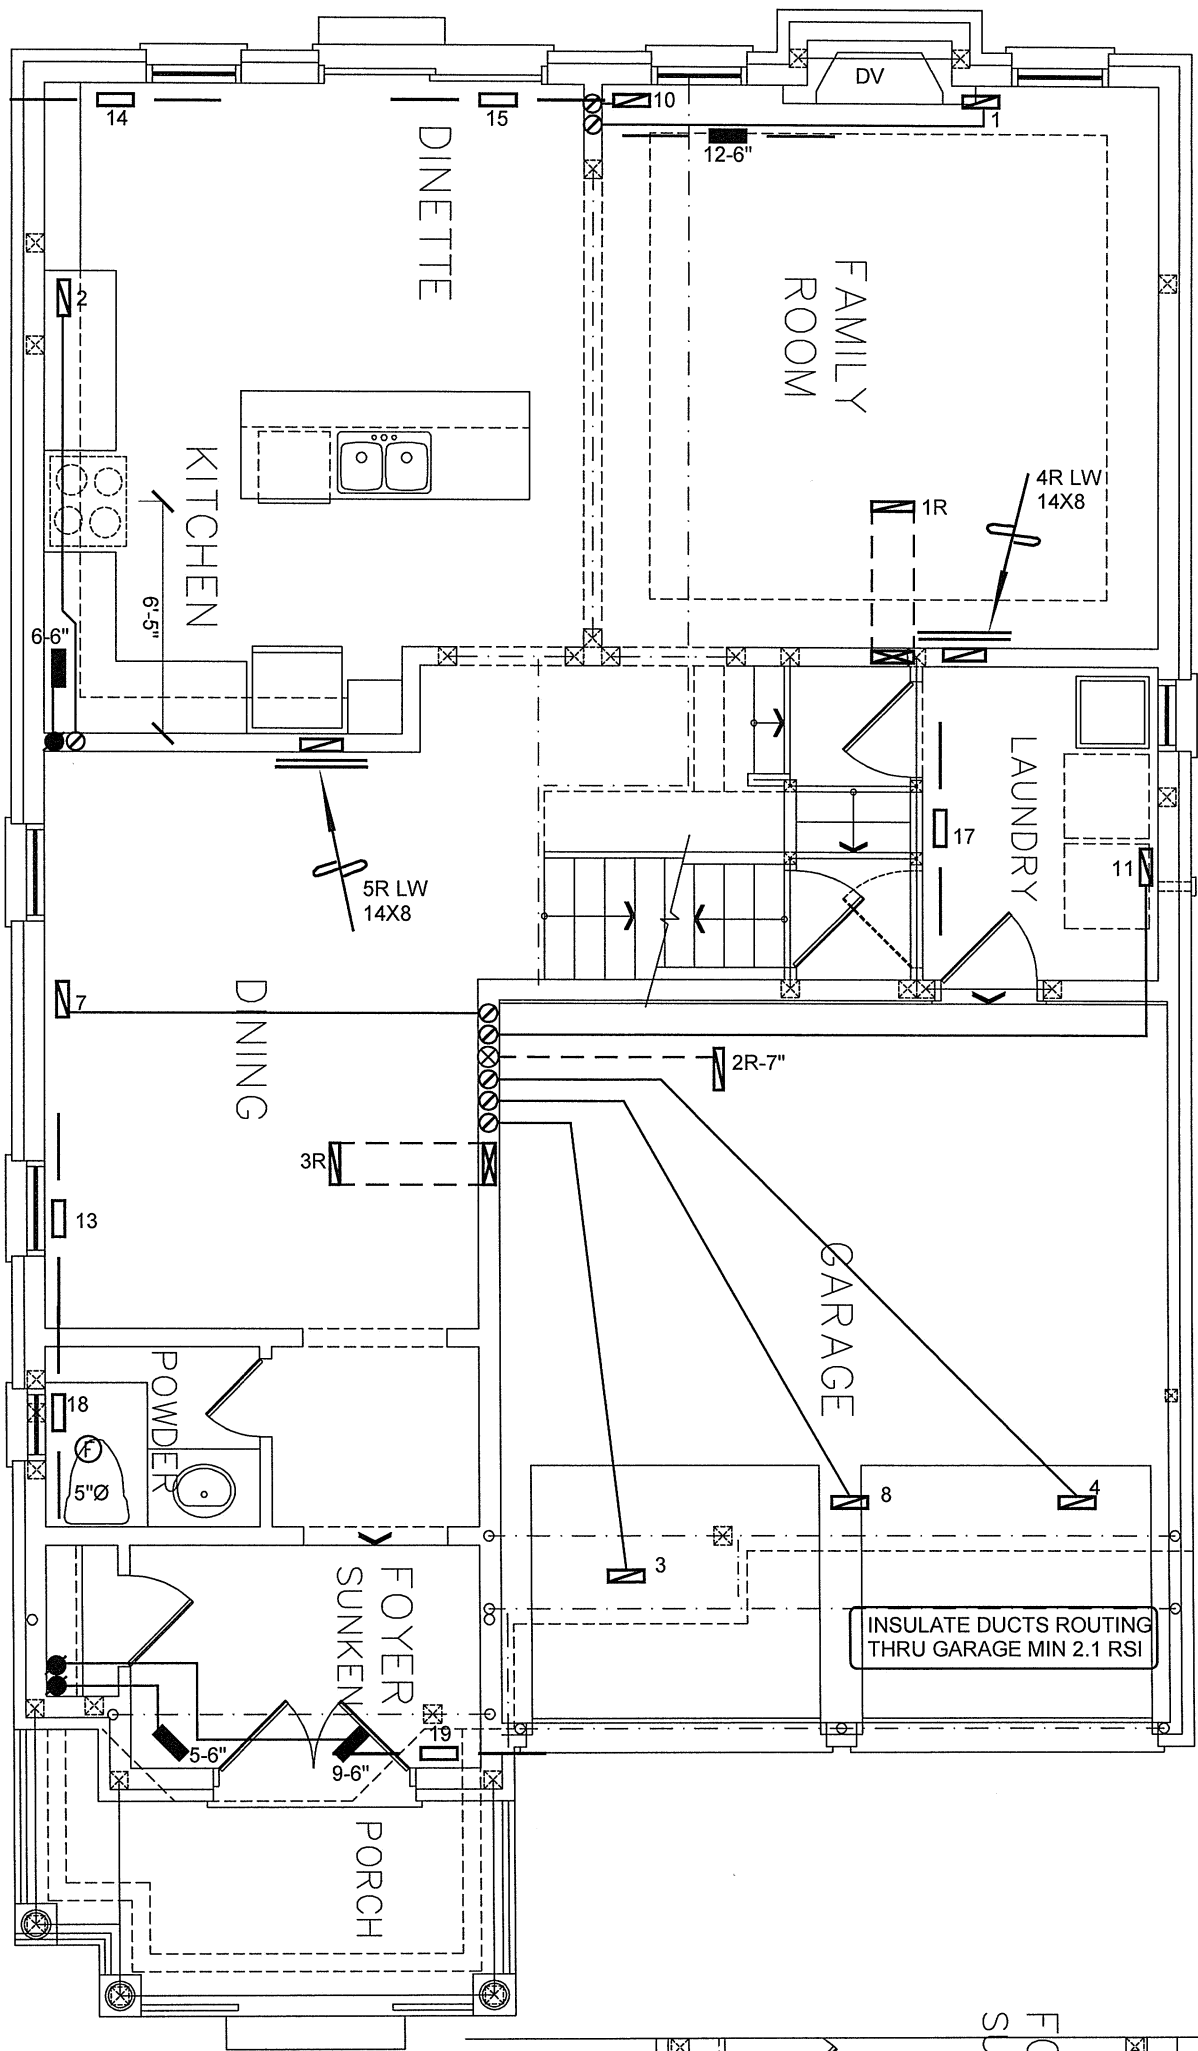 DV
14
15
10
1
12-6"
DINETTE
FAMILY
ROOM
2
KITCHEN
4R LW
14X8
1R
6'-5"
6-6"
LAUNDRY
17
11
5R LW
14X8
7
DINING
2R-7"
3R
13
GARAGE
POWDER
18
F
5"Ø
8
4
3
FOYER
SUNKEN
INSULATE DUCTS ROUTING
THRU GARAGE MIN 2.1 RSI
5-6"
9-6"
19
PORCH
FO
SU